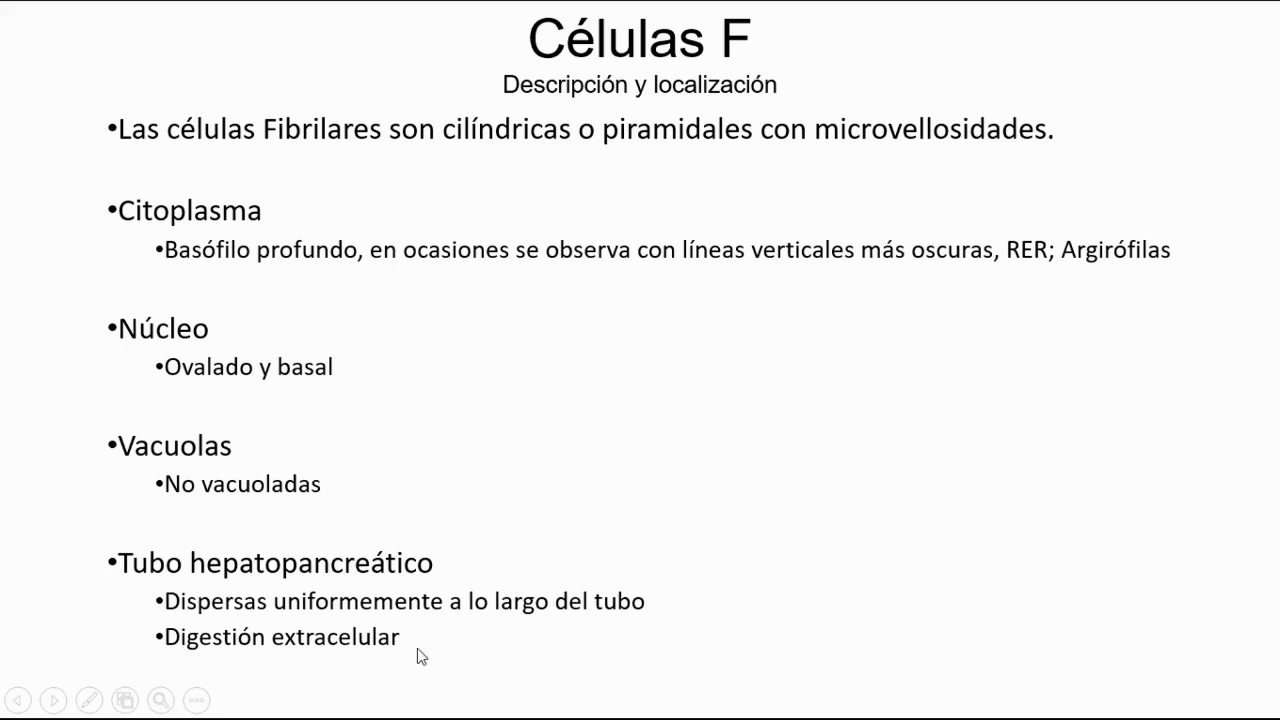 Células F
Descripción y localización
•Las células Fibrilares son cilíndricas o piramidales con microvellosidades.
•Citoplasma
•Basófilo profundo, en ocasiones se observa con líneas verticales más oscuras, RER; Argirófilas
•Núcleo
•Ovalado y basal
•Vacuolas
•No vacuoladas
•Tubo hepatopancreático
•Dispersas uniformemente a lo largo del tubo
•Digestión extracelular